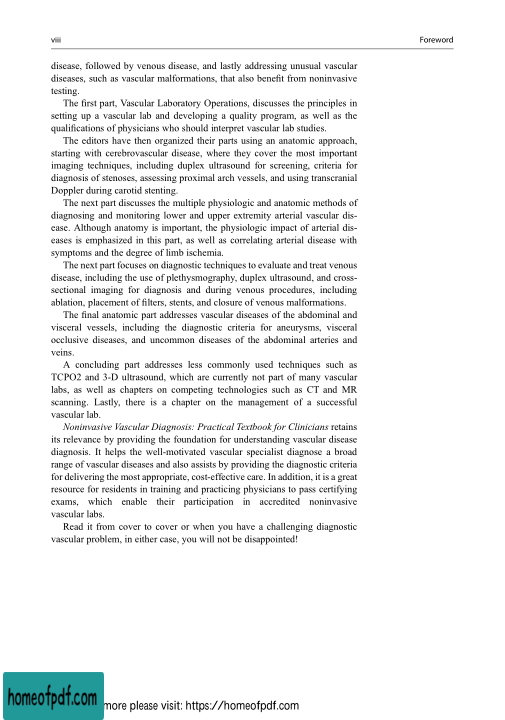 viii
Foreword
disease, followed by venous disease, and lastly addressing unusual vascular
diseases, such as vascular malformations, that also benefit from noninvasive
testing.
The first part, Vascular Laboratory Operations, discusses the principles in
setting up a vascular lab and developing a quality program, as well as the
qualifications of physicians who should interpret vascular lab studies.
The editors have then organized their parts using an anatomic approach,
starting with cerebrovascular disease, where they cover the most important
imaging techniques, including duplex ultrasound for screening, criteria for
diagnosis of stenoses, assessing proximal arch vessels, and using transcranial
Doppler during carotid stenting.
The next part discusses the multiple physiologic and anatomic methods of
diagnosing and monitoring lower and upper extremity arterial vascular dis-
ease. Although anatomy is important, the physiologic impact of arterial dis-
eases is emphasized in this part, as well as correlating arterial disease with
symptoms and the degree of limb ischemia.
The next part focuses on diagnostic techniques to evaluate and treat venous
disease, including the use of plethysmography, duplex ultrasound, and cross-
sectional imaging for diagnosis and during venous procedures, including
ablation, placement of filters, stents, and closure of venous malformations.
The final anatomic part addresses vascular diseases of the abdominal and
visceral vessels, including the diagnostic criteria for aneurysms, visceral
occlusive diseases, and uncommon diseases of the abdominal arteries and
veins.
A concluding part addresses less commonly used techniques such as
TCPO2 and 3-D ultrasound, which are currently not part of many vascular
labs, as well as chapters on competing technologies such as CT and MR
scanning. Lastly, there is a chapter on the management of a successful
vascular lab.
Noninvasive Vascular Diagnosis: Practical Textbook for Clinicians retains
its relevance by providing the foundation for understanding vascular disease
diagnosis. It helps the well-motivated vascular specialist diagnose a broad
range of vascular diseases and also assists by providing the diagnostic criteria
for delivering the most appropriate, cost-effective care. In addition, it is a great
resource for residents in training and practicing physicians to pass certifying
exams, which enable their participation in accredited noninvasive
vascular labs.
Read it from cover to cover or when you have a challenging diagnostic
vascular problem, in either case, you will not be disappointed!
homeofpdf.com
more please visit: https://homeofpdf.com